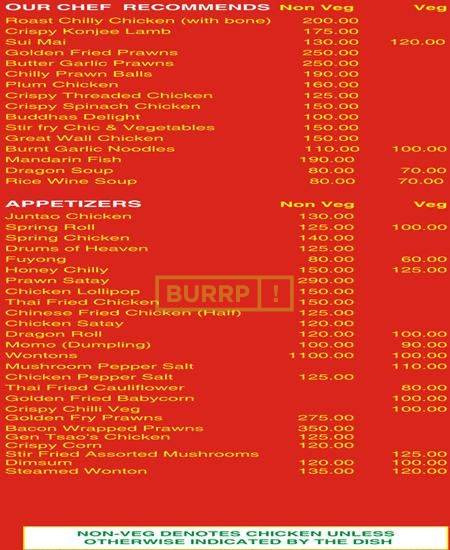 OUR CHEF RECOMMENDS Non Veg Veg
Roast Chilly Chicken (with bone) 200.00
Crispy Konjee Lamb 175.00
Sui Mai 130.00 120.00
Golden Fried Prawns 250.00
Butter Garlic Prawns 250.00
Chilly Prawn Balls 190.00
Plum Chicken 160.00
Crispy Threaded Chicken 125.00
Crispy Spinach Chicken 150.00
Buddhas Delight 100.00
Stir fry Chic & Vegetables 150.00
Great Wall Chicken 150.00
Burnt Garlic Noodles 110.00 100.00
Mandarin Fish 190.00
Dragon Soup 80.00 70.00
Rice Wine Soup 80.00 70.00
APPETIZERS Non Veg Veg
Juntao Chicken 130.00
Spring Roll 125.00 100.00
Spring Chicken 140.00
Drums of Heaven 125.00
Fuyong 80.00 60.00
Honey Chilly 150.00 125.00
Prawn Satay 290.00
Chicken Lollipop 150.00
BURRP !
Thai Fried Chicken 150.00
Chinese Fried Chicken (Half) 125.00
Chicken Satay 120.00
Dragon Roll 120.00 100.00
Momo (Dumpling) 100.00 90.00
Wontons 1100.00 100.00
Mushroom Pepper Salt 110.00
Chicken Pepper Salt 125.00
Thai Fried Cauliflower 80.00
Golden Fried Babycorn 100.00
Crispy Chilli Veg 100.00
Golden Fry Prawns 275.00
Bacon Wrapped Prawns 350.00
Gen Tsao's Chicken 125.00
Crispy Corn 120.00
Stir Fried Assorted Mushrooms 125.00
Dimsum 120.00 100.00
Steamed Wonton 135.00 120.00
NON-VEG DENOTES CHICKEN UNLESS
OTHERWISE INDICATED BY THE DISH